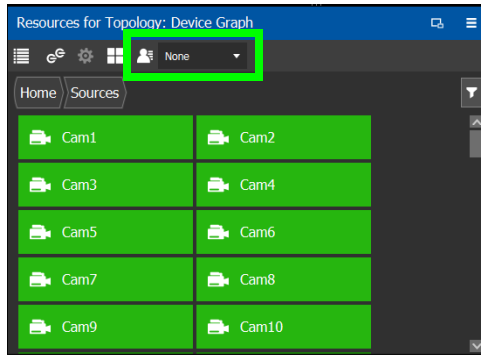 Resources for Topology: Device Graph
None
Home Sources
Cam1 Cam2
Cam3 Cam4
Cam5 Cam6
Cam7 Cam8
Cam9 Cam10